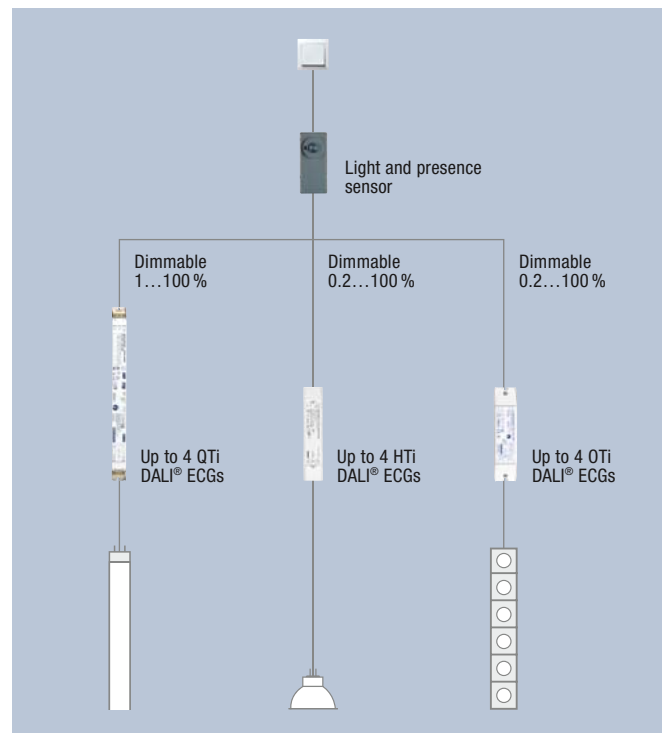 Light and presence
sensor
Dimmable
1…100 %
Dimmable
0.2…100 %
Dimmable
0.2…100 %
Up to 4 QTi
DALI® ECGs
Up to 4 HTi
DALI® ECGs
Up to 4 OTi
DALI® ECGs